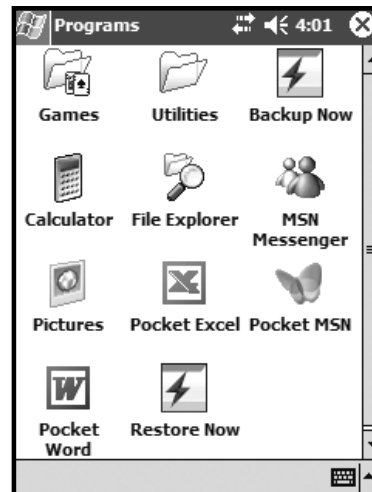 Programs 4:01
Games Utilities Backup Now
Calculator File Explorer MSN
Messenger
Pictures Pocket Excel Pocket MSN
Pocket Restore Now
Word